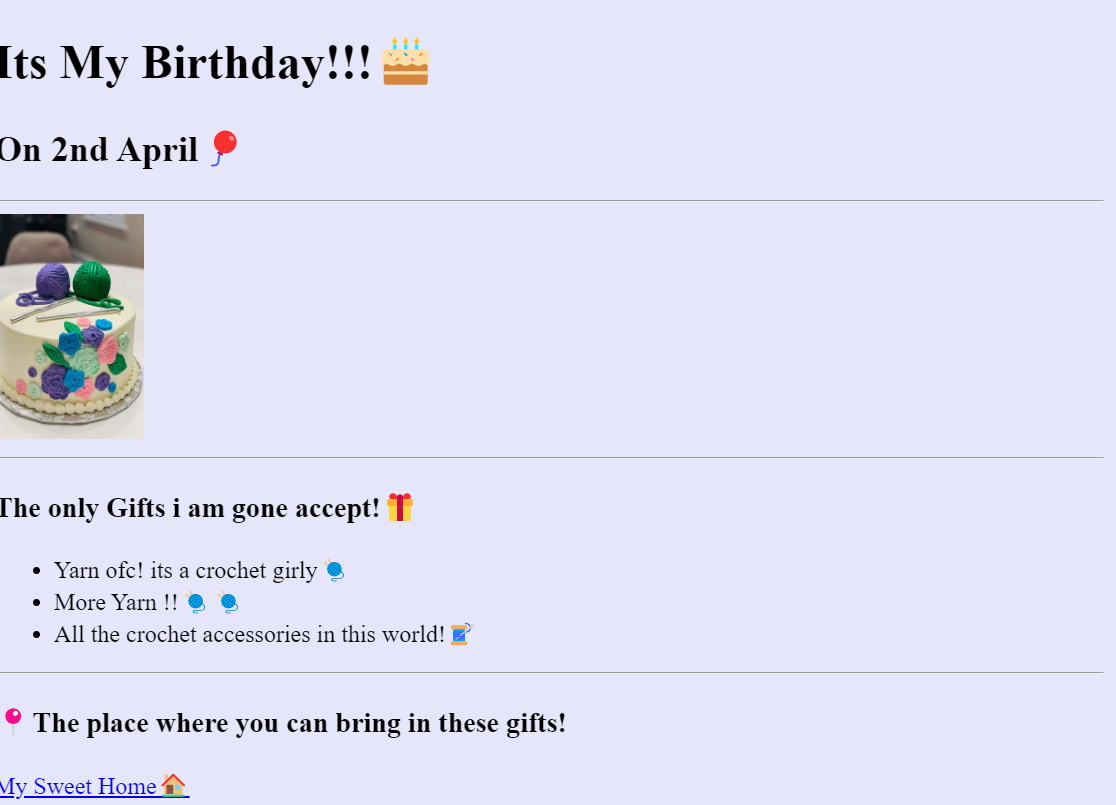 Its My Birthday!!! 🎂
On 2nd April 🎈
The only Gifts i am gone accept! 🎁
Yarn ofc! its a crochet girly 🧶
More Yarn !! 🧶 🧶
All the crochet accessories in this world! 🧵
📍 The place where you can bring in these gifts!
My Sweet Home 🏠